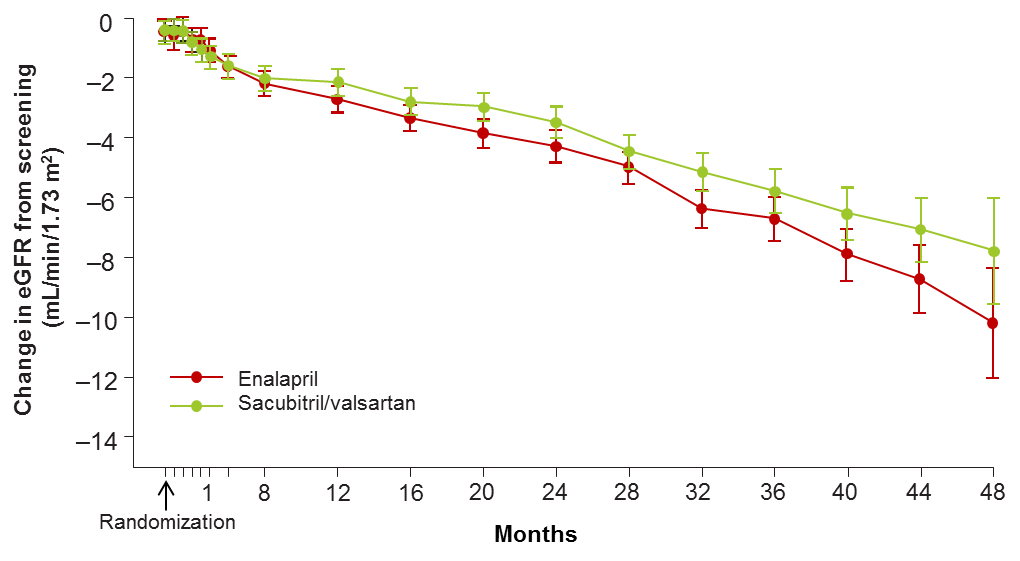 Change in eGFR from screening
(mL/min/1.73 m²)
0
–2
–4
–6
–8
–10
–12
–14
Enalapril
Sacubitril/valsartan
1 8 12 16 20 24 28 32 36 40 44 48
Randomization
Months